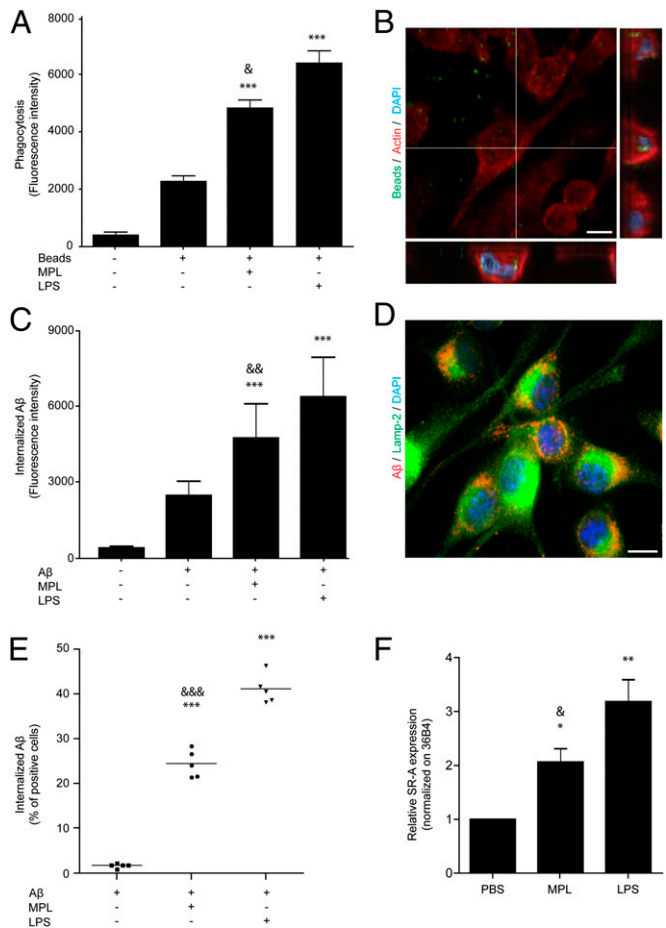 A
8000
6000
4000
2000
0
Phagocytosis
(Fluorescence intensity)
&
***
***
Beads - + + +
MPL - - + -
LPS - - - +
B
Beads / Actin / DAPI
C
9000
6000
3000
0
Internalized Aβ
(Fluorescence intensity)
&&
***
***
Aβ - + + +
MPL - - + -
LPS - - - +
D
Aβ / Lamp-2 / DAPI
E
50
40
30
20
10
0
Internalized Aβ
(% of positive cells)
&&&
***
***
Aβ + + +
MPL - + -
LPS - - +
F
4
3
2
1
0
Relative SR-A expression
(normalized on 36B4)
&
*
**
PBS MPL LPS